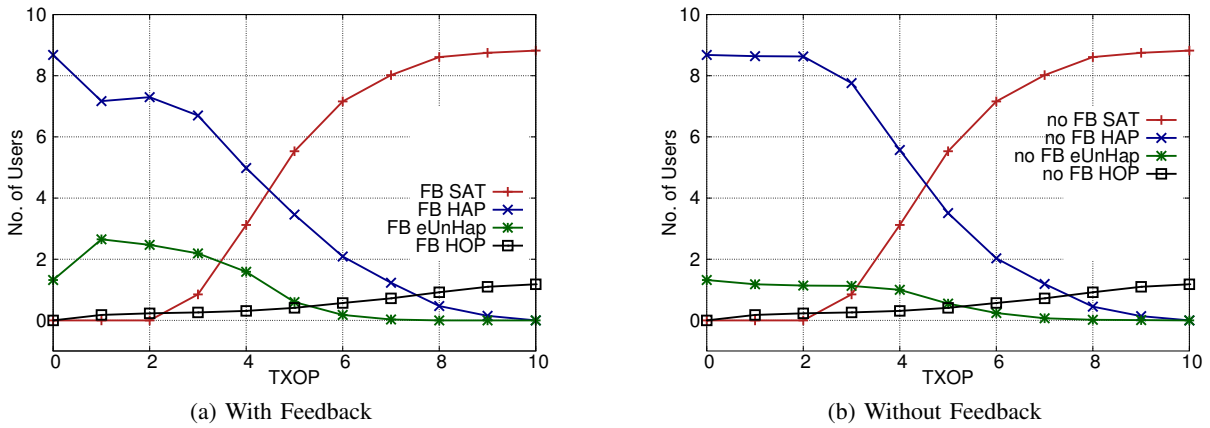 10
8
6
4
2
0
No. of Users
FB SAT
FB HAP
FB eUnHap
FB HOP
0 2 4 6 8 10
TXOP
(a) With Feedback
10
8
6
4
2
0
No. of Users
no FB SAT
no FB HAP
no FB eUnHap
no FB HOP
0 2 4 6 8 10
TXOP
(b) Without Feedback